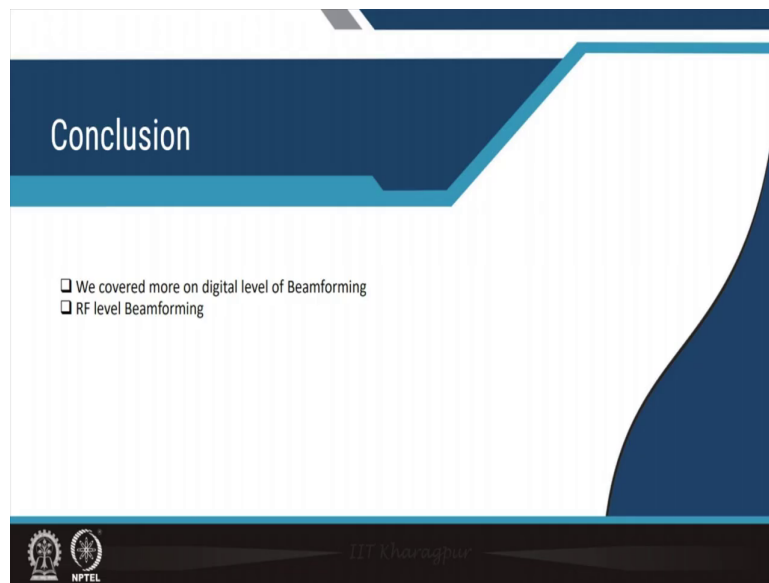 Conclusion
❑ We covered more on digital level of Beamforming
❑ RF level Beamforming
IIT Kharagpur
NPTEL